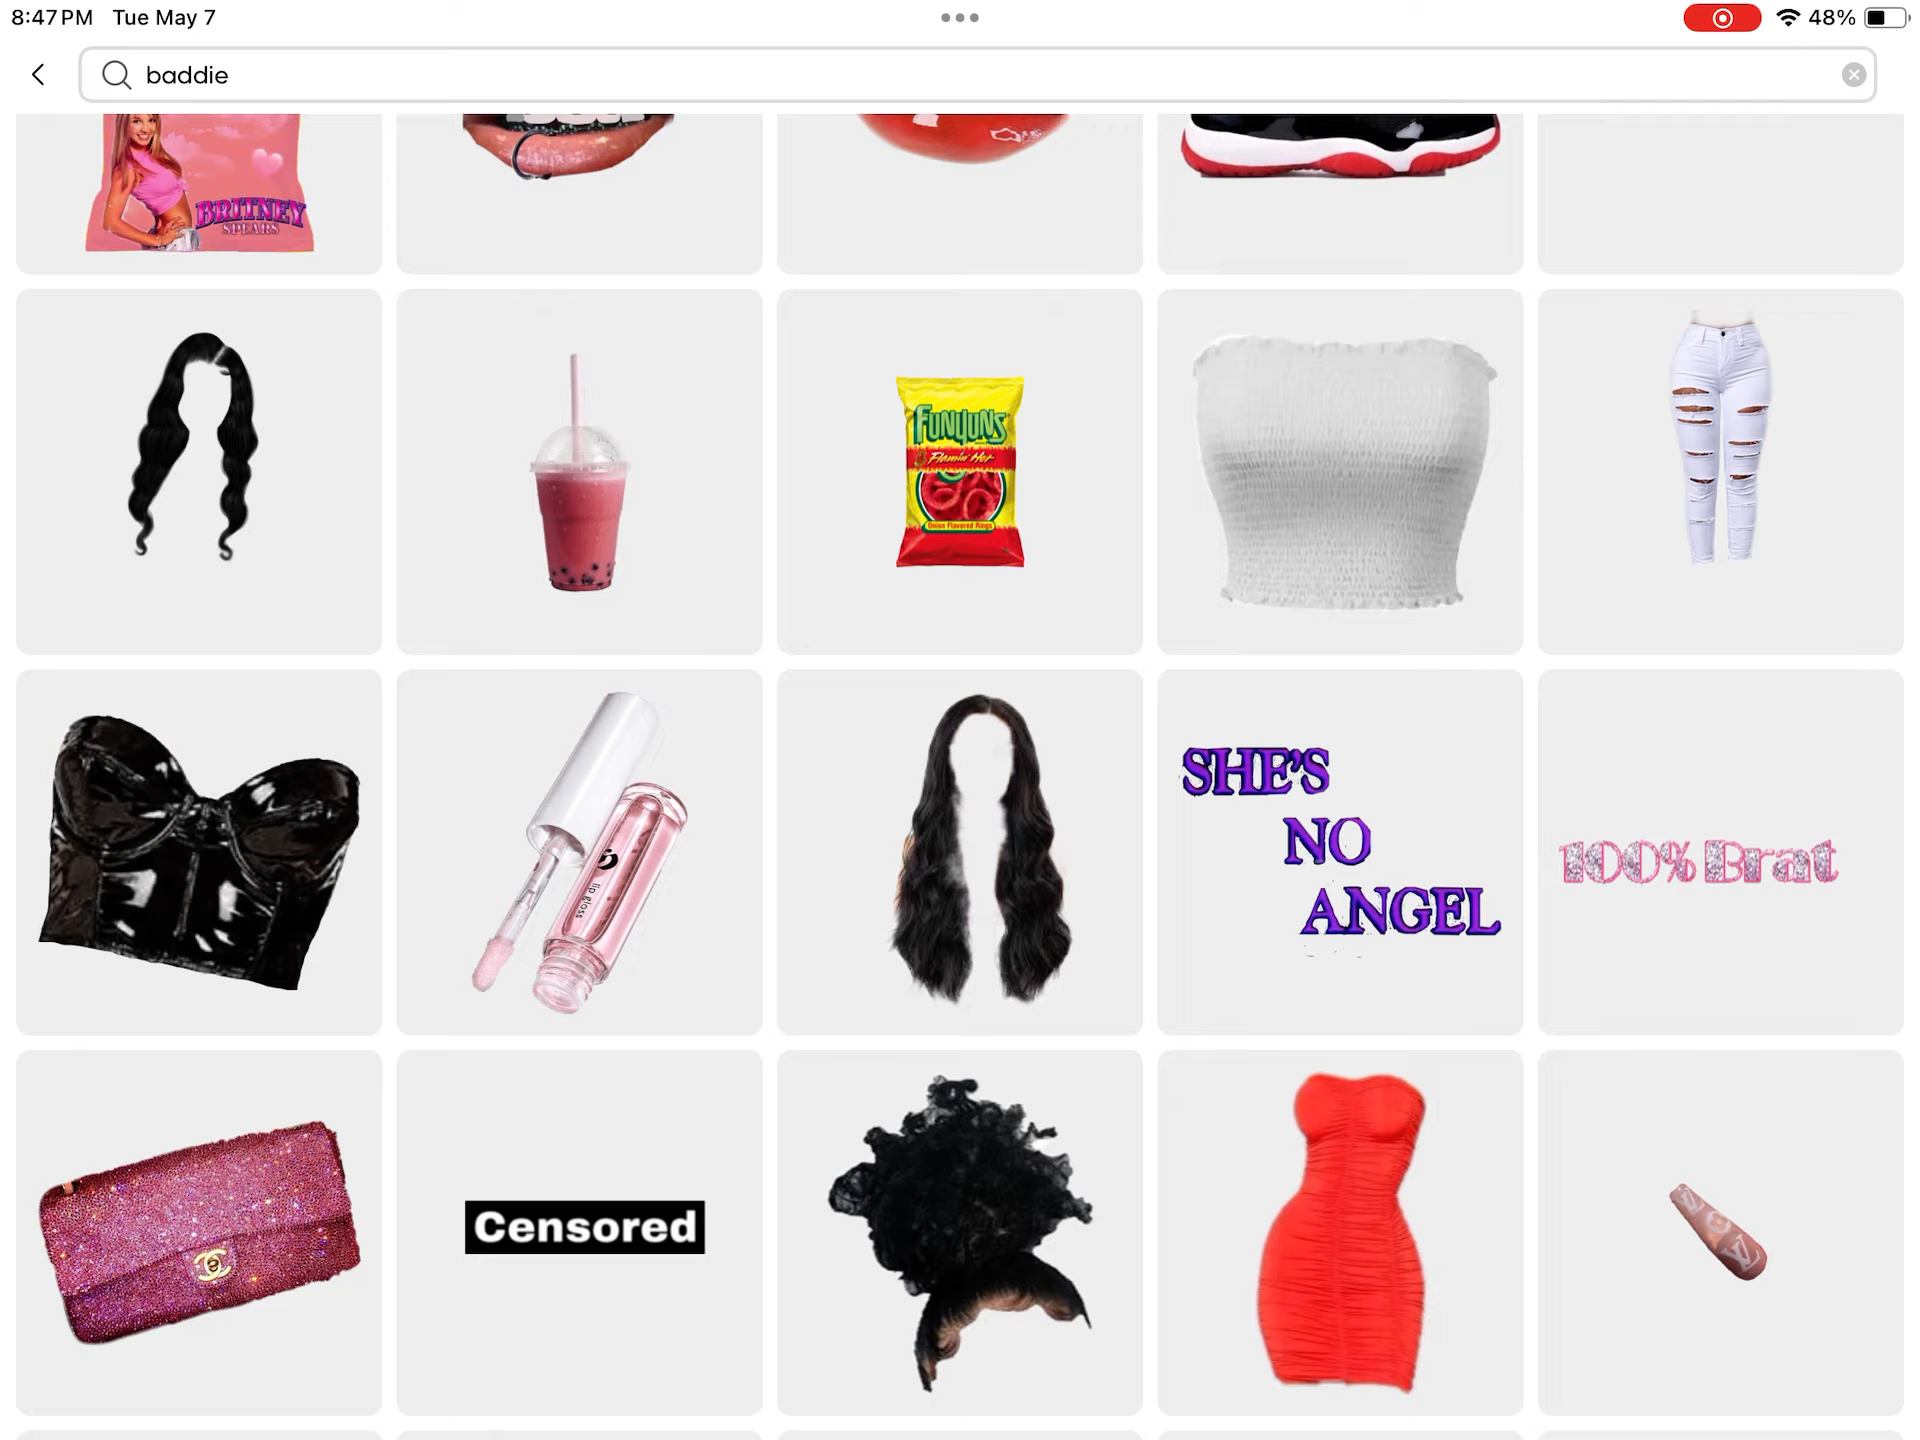 8:47 PM Tue May 7
48%
baddie
BRITNEY
SPEARS
FUNYUNS
Flamin' Hot
Onion Flavored Rings
lip gloss
SHE'S
NO
ANGEL
100% Brat
Censored
LV